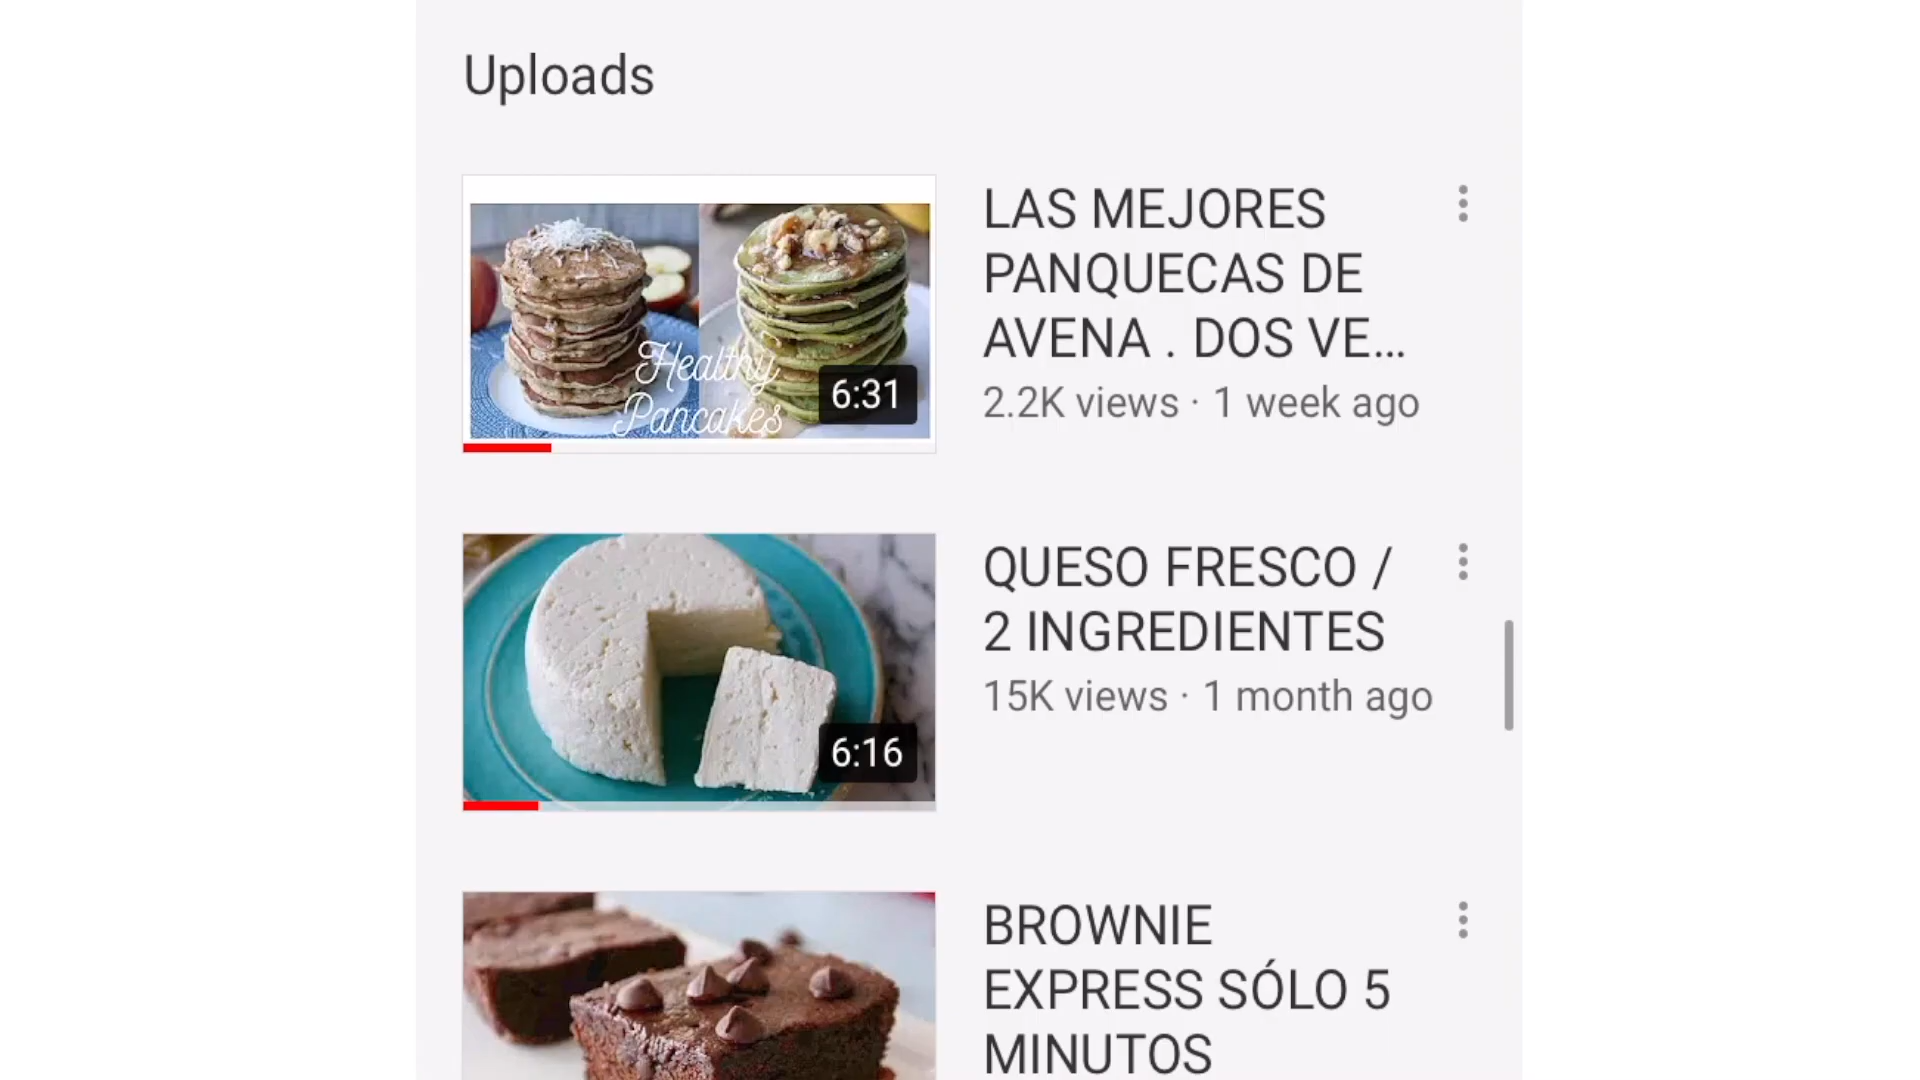 Uploads
Healthy
Pancakes
6:31
LAS MEJORES
PANQUECAS DE
AVENA . DOS VE...
2.2K views · 1 week ago
6:16
QUESO FRESCO /
2 INGREDIENTES
15K views · 1 month ago
BROWNIE
EXPRESS SÓLO 5
MINUTOS